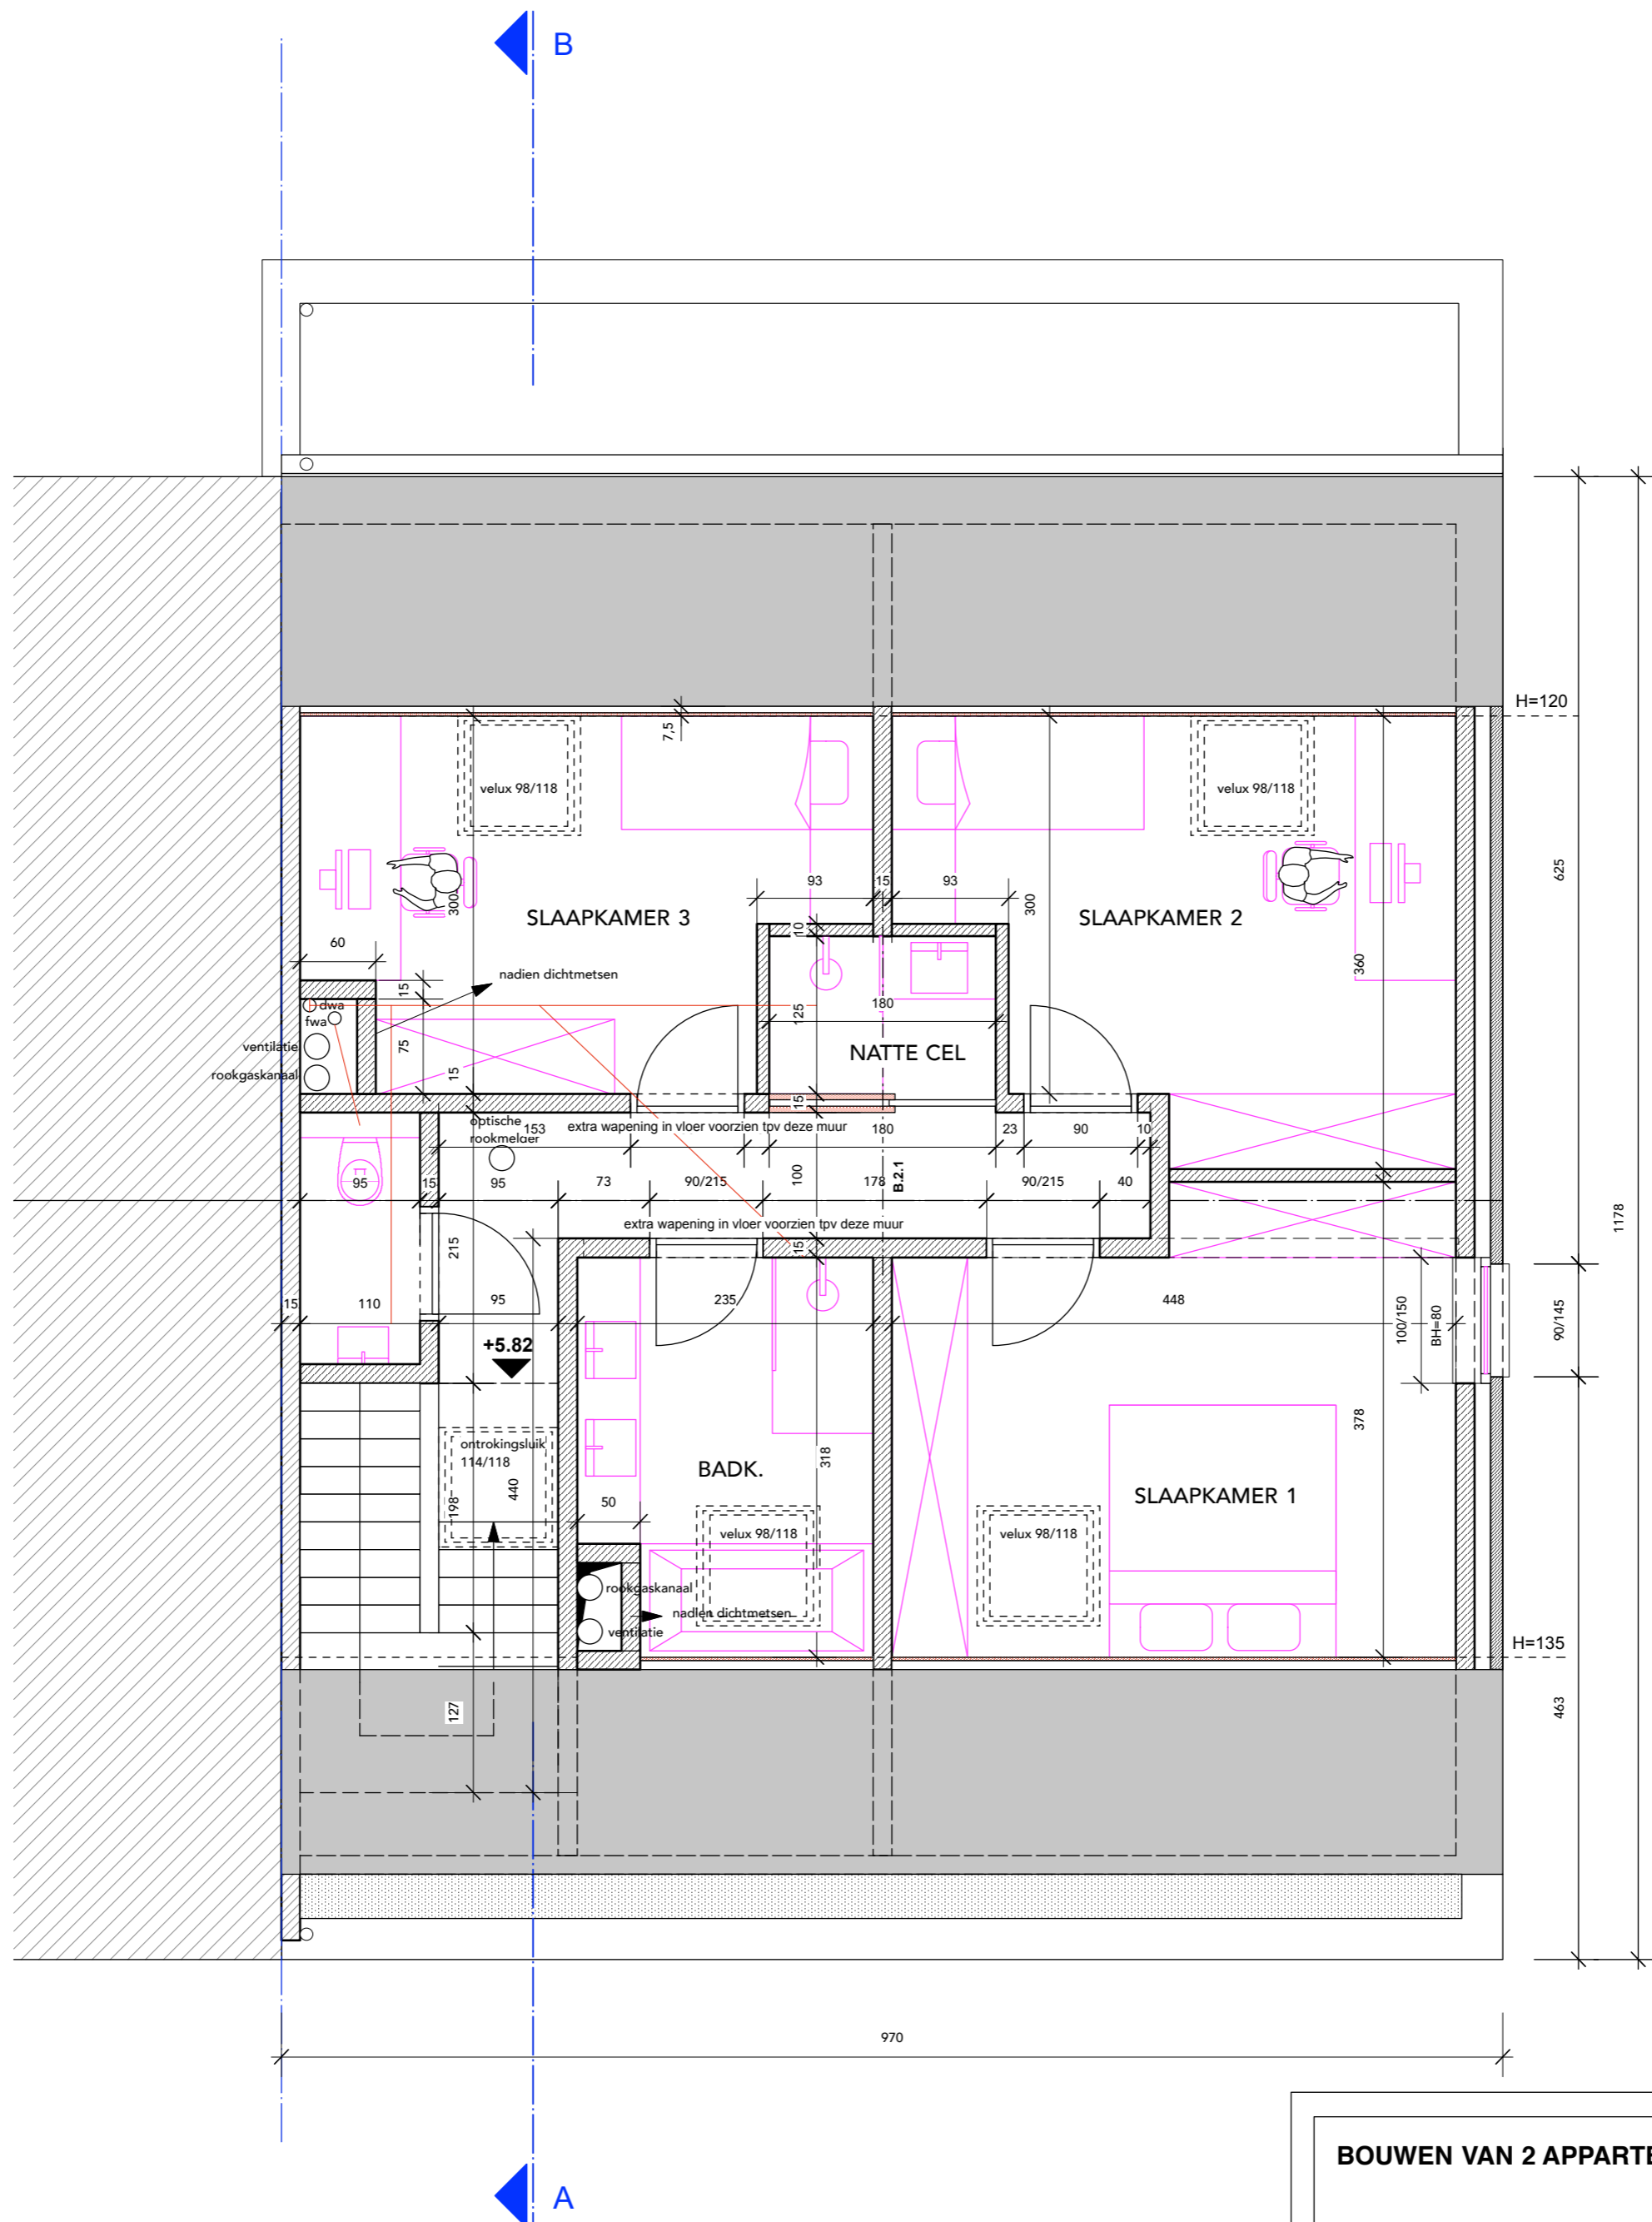 B
H=120
7,5
velux 98/118
velux 98/118
625
93
15
93
300
SLAAPKAMER 3
300
SLAAPKAMER 2
10
60
360
nadien dichtmetsen
15
dwa
fwa
125
180
ventilatie
75
NATTE CEL
rookgaskanaal
15
15
optische
rookmelder
153
extra wapening in vloer voorzien tpv deze muur
180
23
90
10
95
15
95
73
90/215
100
178
B.2.1
90/215
40
1178
215
extra wapening in vloer voorzien tpv deze muur
15
15
110
95
235
448
100/150
BH=80
90/145
+5.82
378
ontrokingsluik
114/118
318
BADK.
440
198
50
SLAAPKAMER 1
velux 98/118
velux 98/118
rookgaskanaal
nadien dichtmetsen
ventilatie
H=135
127
463
970
BOUWEN VAN 2 APPARTE
A